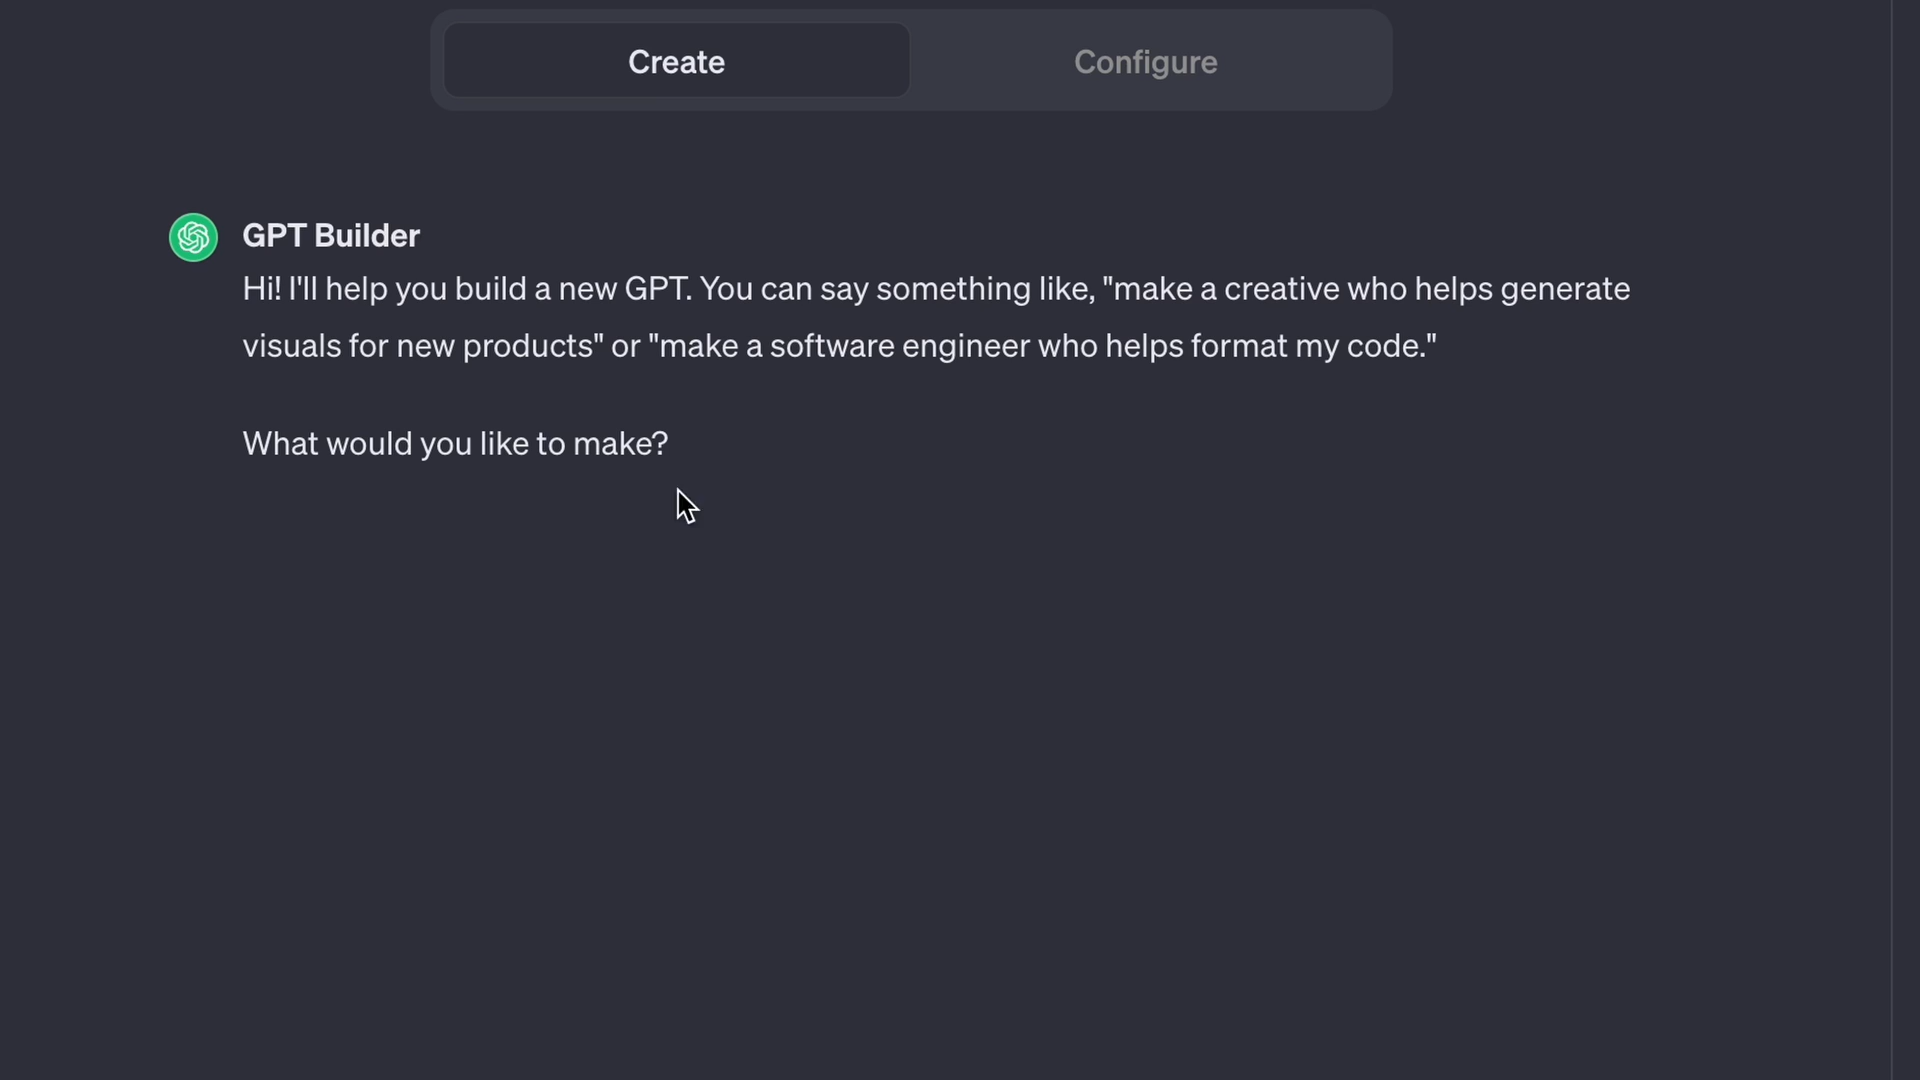 Create
Configure
GPT Builder
Hi! I'll help you build a new GPT. You can say something like, "make a creative who helps generate
visuals for new products" or "make a software engineer who helps format my code."
What would you like to make?